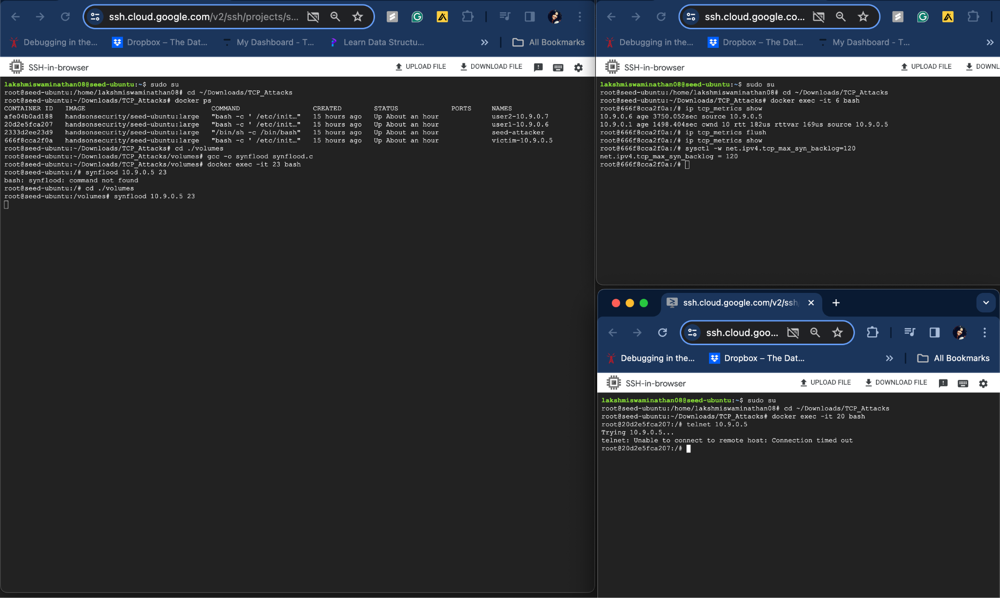 ssh.cloud.google.com/v2/ssh/projects/s...
Debugging in the...
Dropbox – The Dat...
My Dashboard - T...
Learn Data Structu...
All Bookmarks
SSH-in-browser
UPLOAD FILE
DOWNLOAD FILE
lakshmiswaminathan08@seed-ubuntu:~$ sudo su
root@seed-ubuntu:/home/lakshmiswaminathan08# cd ~/Downloads/TCP_Attacks
root@seed-ubuntu:~/Downloads/TCP_Attacks# docker ps
CONTAINER ID IMAGE COMMAND CREATED STATUS PORTS NAMES
afe04b0ad188 handsonsecurity/seed-ubuntu:large "bash -c ' /etc/init…" 15 hours ago Up About an hour user2-10.9.0.7
20d2e5fca207 handsonsecurity/seed-ubuntu:large "bash -c ' /etc/init…" 15 hours ago Up About an hour user1-10.9.0.6
2333d2ee23d9 handsonsecurity/seed-ubuntu:large "/bin/sh -c /bin/bash" 15 hours ago Up About an hour seed-attacker
666f8cca2f0a handsonsecurity/seed-ubuntu:large "bash -c ' /etc/init…" 15 hours ago Up About an hour victim-10.9.0.5
root@seed-ubuntu:~/Downloads/TCP_Attacks# cd ./volumes
root@seed-ubuntu:~/Downloads/TCP_Attacks/volumes# gcc -o synflood synflood.c
root@seed-ubuntu:~/Downloads/TCP_Attacks/volumes# docker exec -it 23 bash
root@seed-ubuntu:/# synflood 10.9.0.5 23
bash: synflood: command not found
root@seed-ubuntu:/# cd ./volumes
root@seed-ubuntu:/volumes# synflood 10.9.0.5 23
ssh.cloud.google.co...
Debugging in the...
Dropbox – The Dat...
My Dashboard - T...
SSH-in-browser
UPLOAD FILE
DOWNL
lakshmiswaminathan08@seed-ubuntu:~$ sudo su
root@seed-ubuntu:/home/lakshmiswaminathan08# cd ~/Downloads/TCP_Attacks
root@seed-ubuntu:~/Downloads/TCP_Attacks# docker exec -it 6 bash
root@666f8cca2f0a:/# ip tcp_metrics show
10.9.0.6 age 3750.052sec source 10.9.0.5
10.9.0.1 age 1498.404sec cwnd 10 rtt 182us rttvar 169us source 10.9.0.5
root@666f8cca2f0a:/# ip tcp_metrics flush
root@666f8cca2f0a:/# ip tcp_metrics show
root@666f8cca2f0a:/# sysctl -w net.ipv4.tcp_max_syn_backlog=120
net.ipv4.tcp_max_syn_backlog = 120
root@666f8cca2f0a:/#
ssh.cloud.google.com/v2/ssh/
ssh.cloud.goo...
Debugging in the...
Dropbox – The Dat...
All Bookmarks
SSH-in-browser
UPLOAD FILE
DOWNLOAD FILE
lakshmiswaminathan08@seed-ubuntu:~$ sudo su
root@seed-ubuntu:/home/lakshmiswaminathan08# cd ~/Downloads/TCP_Attacks
root@seed-ubuntu:~/Downloads/TCP_Attacks# docker exec -it 20 bash
root@20d2e5fca207:/# telnet 10.9.0.5
Trying 10.9.0.5...
telnet: Unable to connect to remote host: Connection timed out
root@20d2e5fca207:/#